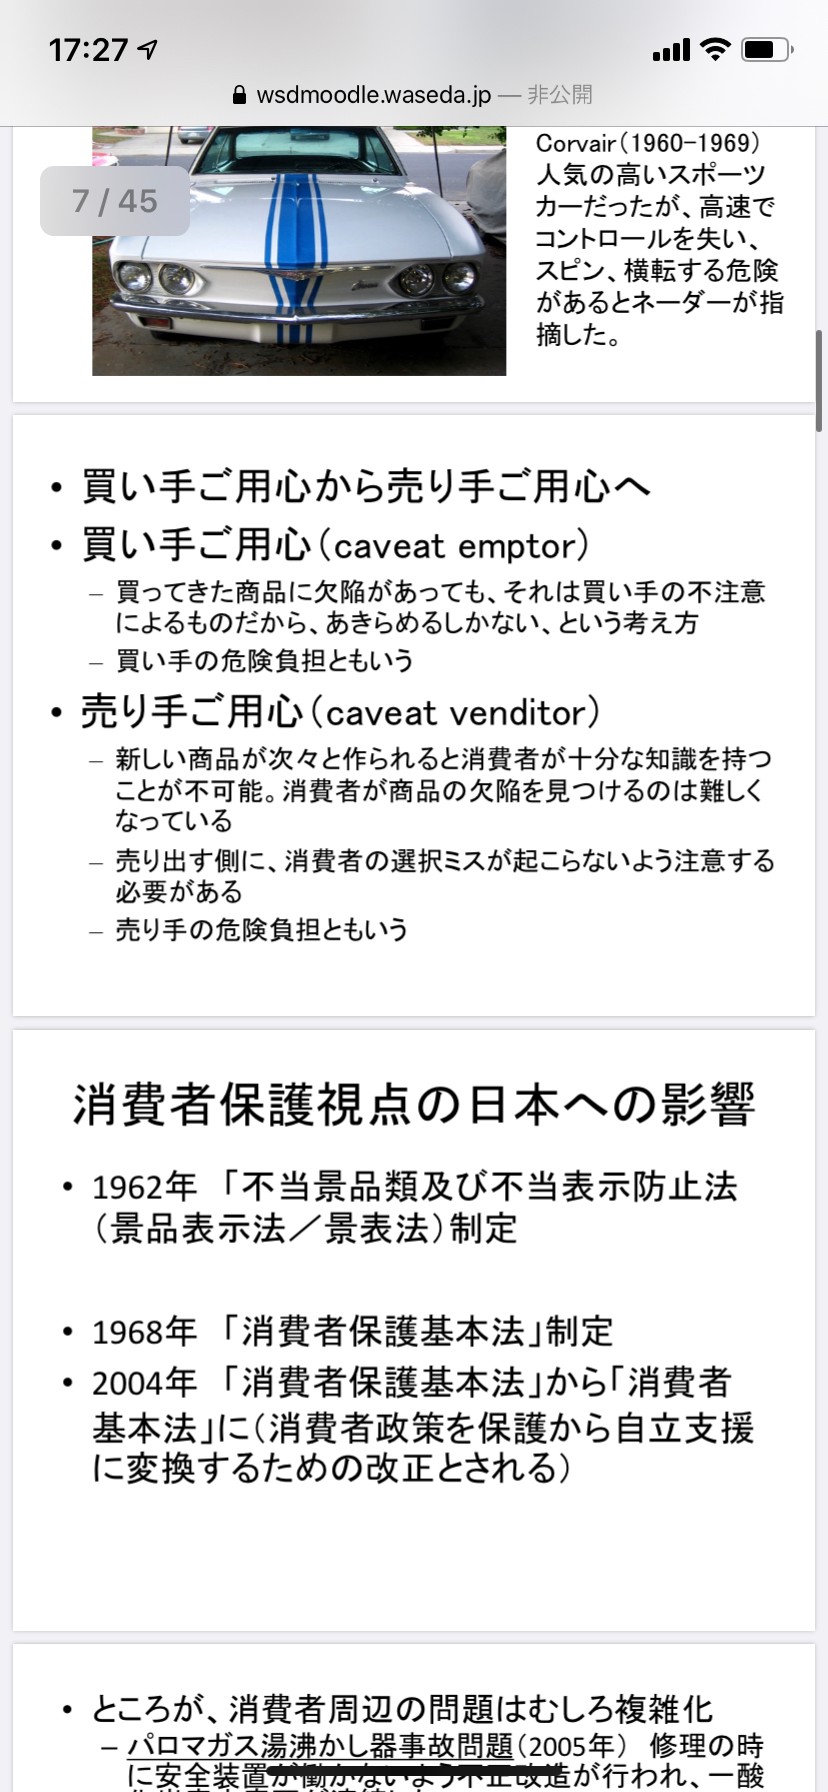 17:27
wsdmoodle.waseda.jp — 非公開
7 / 45
Corvair(1960-1969)
人気の高いスポーツ
カーだったが、高速で
コントロールを失い、
スピン、横転する危険
があるとネーダーが指
摘した。
• 買い手ご用心から売り手ご用心へ
• 買い手ご用心(caveat emptor)
– 買ってきた商品に欠陥があっても、それは買い手の不注意
によるものだから、あきらめるしかない、という考え方
– 買い手の危険負担ともいう
• 売り手ご用心(caveat venditor)
– 新しい商品が次々と作られると消費者が十分な知識を持つ
ことが不可能。消費者が商品の欠陥を見つけるのは難しく
なっている
– 売り出す側に、消費者の選択ミスが起こらないよう注意する
必要がある
– 売り手の危険負担ともいう
消費者保護視点の日本への影響
• 1962年 「不当景品類及び不当表示防止法
(景品表示法／景表法)制定
• 1968年 「消費者保護基本法」制定
• 2004年 「消費者保護基本法」から「消費者
基本法」に(消費者政策を保護から自立支援
に変換するための改正とされる)
• ところが、消費者周辺の問題はむしろ複雑化
– パロマガス湯沸かし器事故問題(2005年) 修理の時
に安全装置が働かないよう不正改造が行われ、一酸